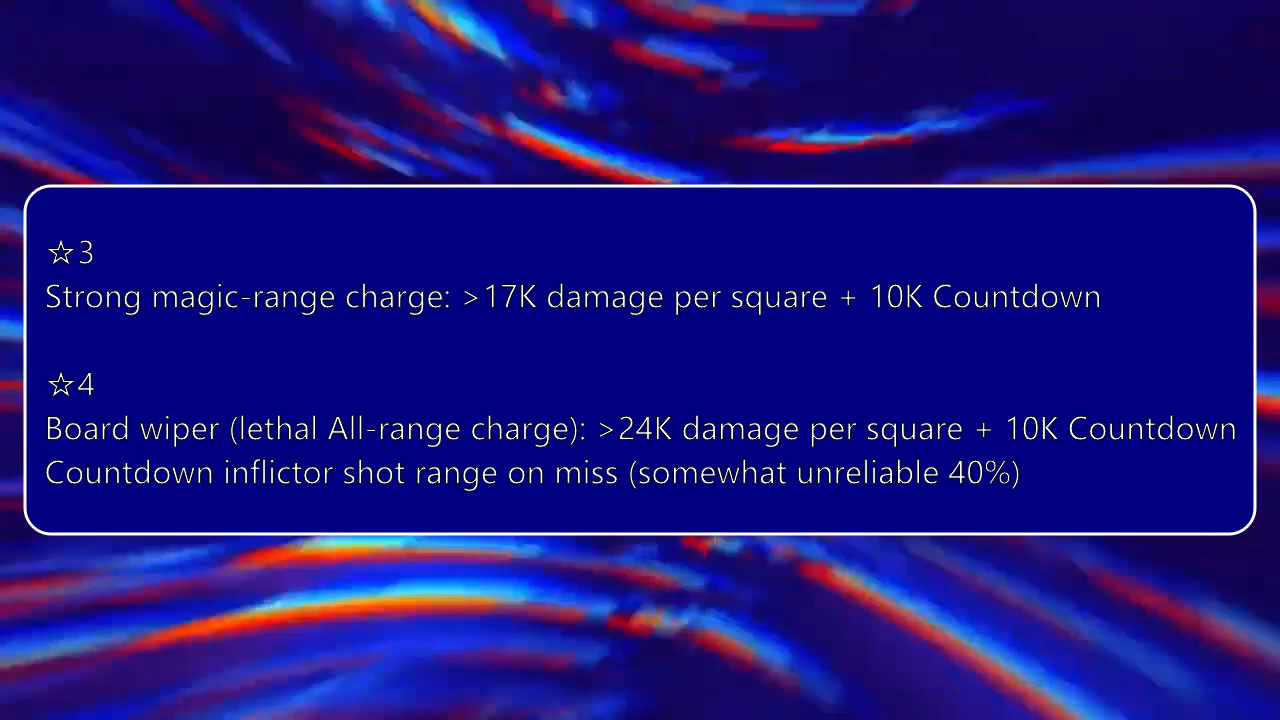 ☆3
Strong magic-range charge: >17K damage per square + 10K Countdown
☆4
Board wiper (lethal All-range charge): >24K damage per square + 10K Countdown
Countdown inflictor shot range on miss (somewhat unreliable 40%)